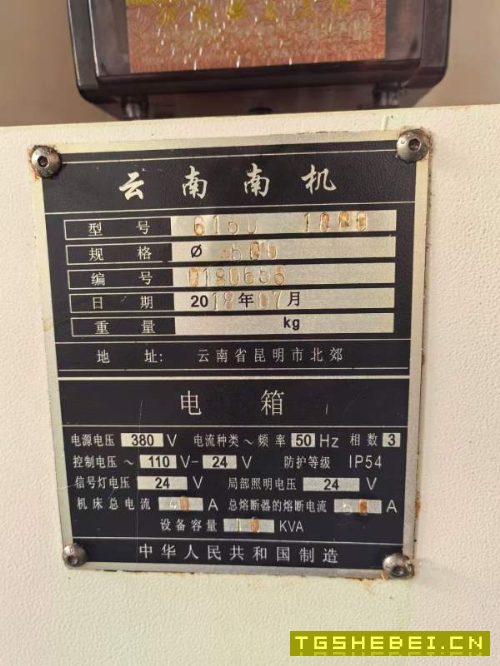 云南南机
型号 6150 1000
规格 Ø 500
编号
日期 2018年07月
重量 kg
地址: 云南省昆明市北郊
电箱
电源电压 380 V 电流种类～ 频率 50 Hz 相数 3
控制电压～ 110 V- 24 V 防护等级 IP54
信号灯电压 24 V 局部照明电压 24 V
机床总电流 A 总熔断器的熔断电流 A
设备容量 10 KVA
中华人民共和国制造
TGSHEBEI.CN